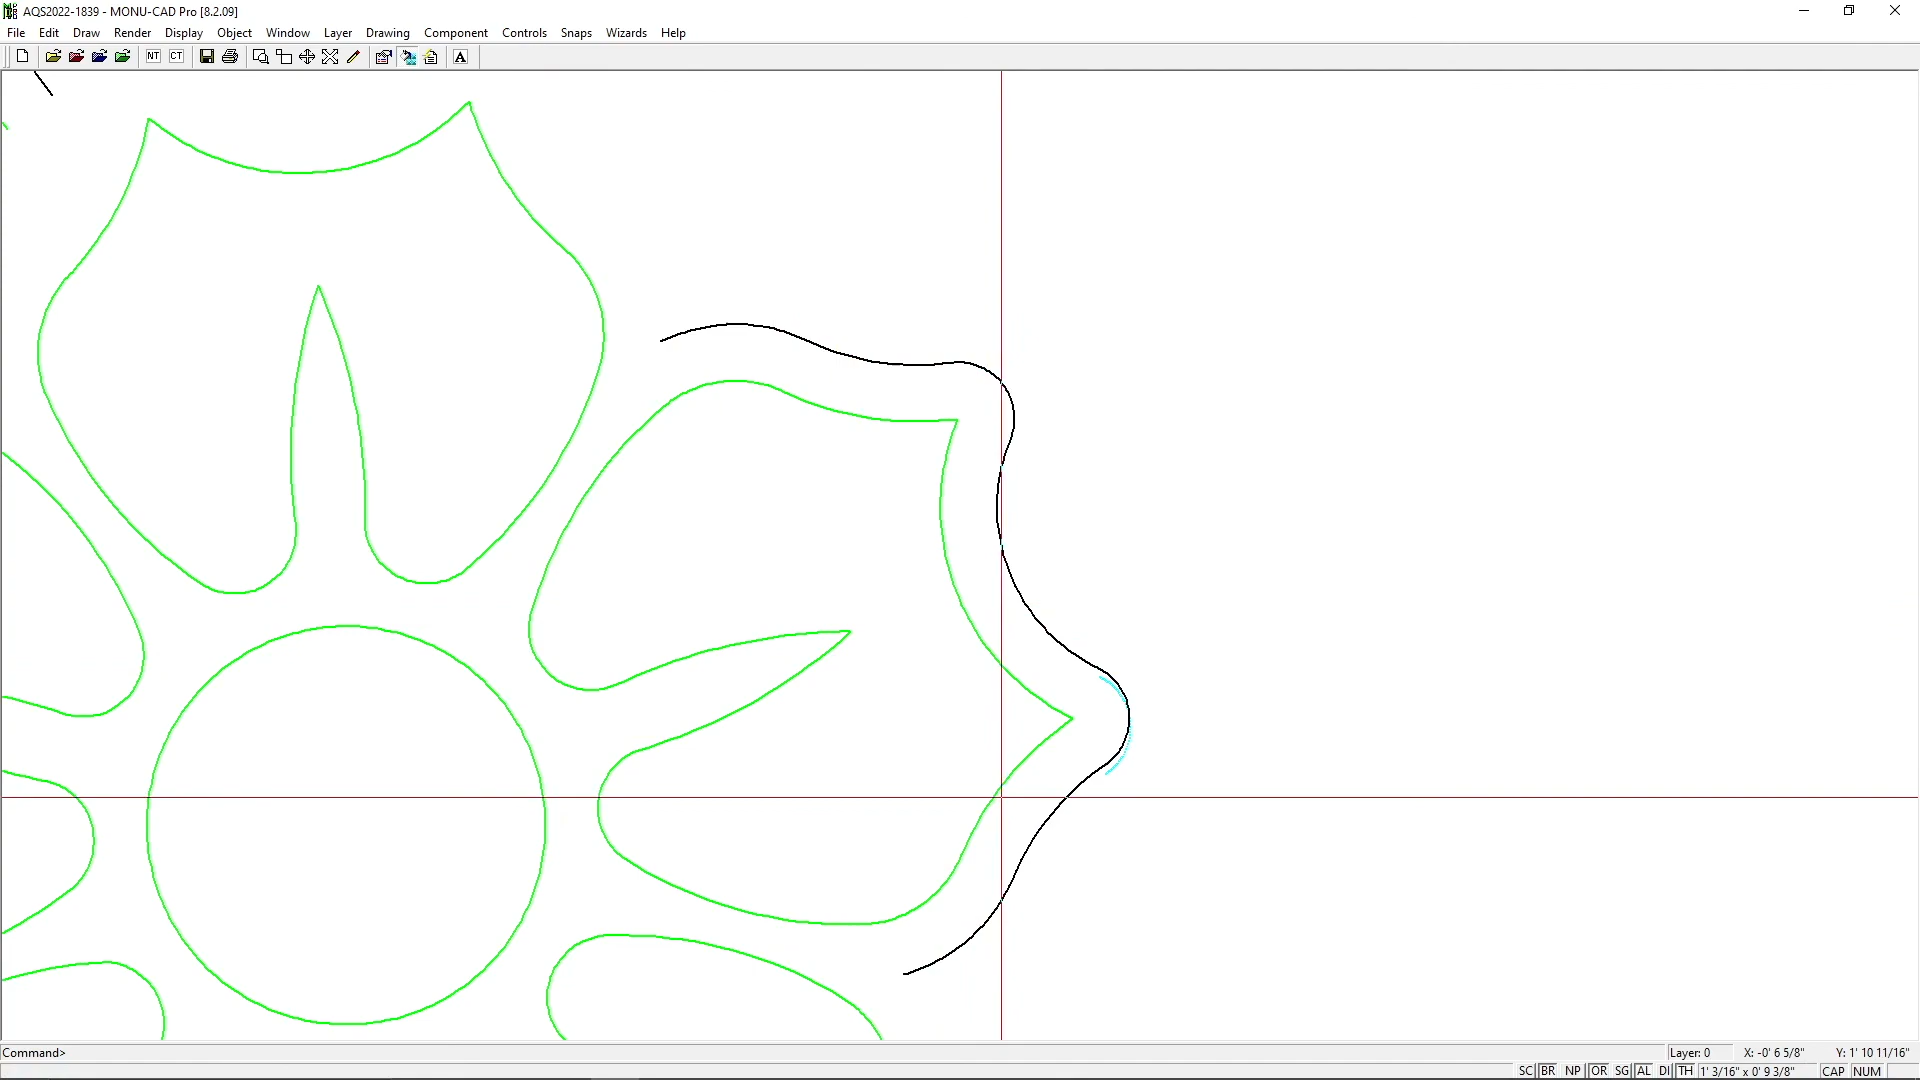 AQS2022-1839 - MONU-CAD Pro [8.2.09]
File Edit Draw Render Display Object Window Layer Drawing Component Controls Snaps Wizards Help
NT CT A
Command>
Layer: 0 X: -0' 6 5/8" Y: 1' 10 11/16"
SC BR NP OR SG AL DI TH 1' 3/16" x 0' 9 3/8" CAP NUM